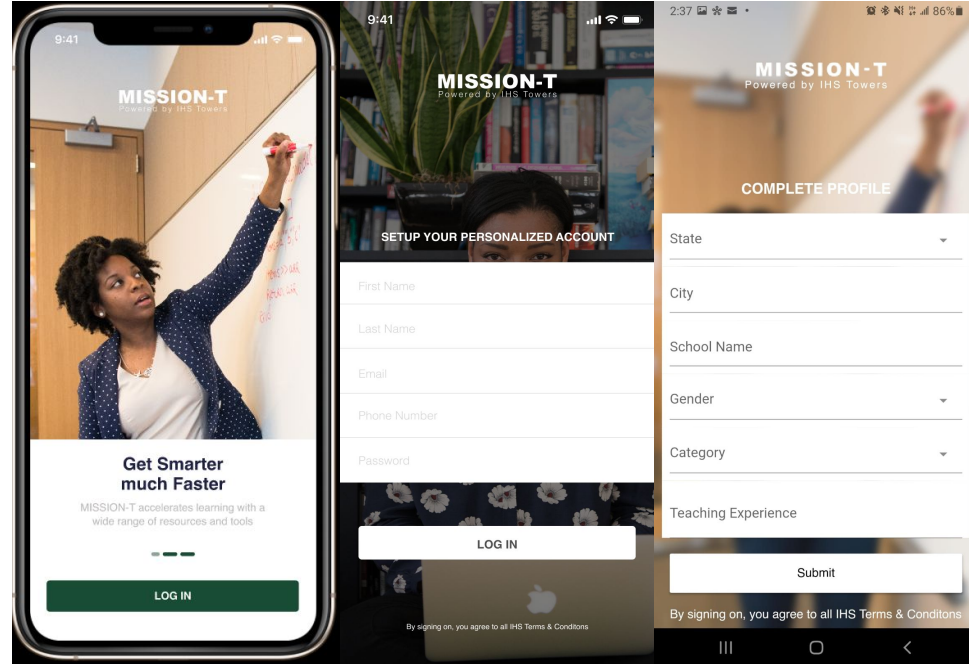 9:41
MISSION-T
Powered by IHS Towers
Get Smarter
much Faster
MISSION-T accelerates learning with a
wide range of resources and tools
LOG IN
9:41
MISSION-T
Powered by IHS Towers
SETUP YOUR PERSONALIZED ACCOUNT
First Name
Last Name
Email
Phone Number
Password
LOG IN
By signing on, you agree to all IHS Terms & Conditons
2:37 86%
MISSION-T
Powered by IHS Towers
COMPLETE PROFILE
State
City
School Name
Gender
Category
Teaching Experience
Submit
By signing on, you agree to all IHS Terms & Conditons